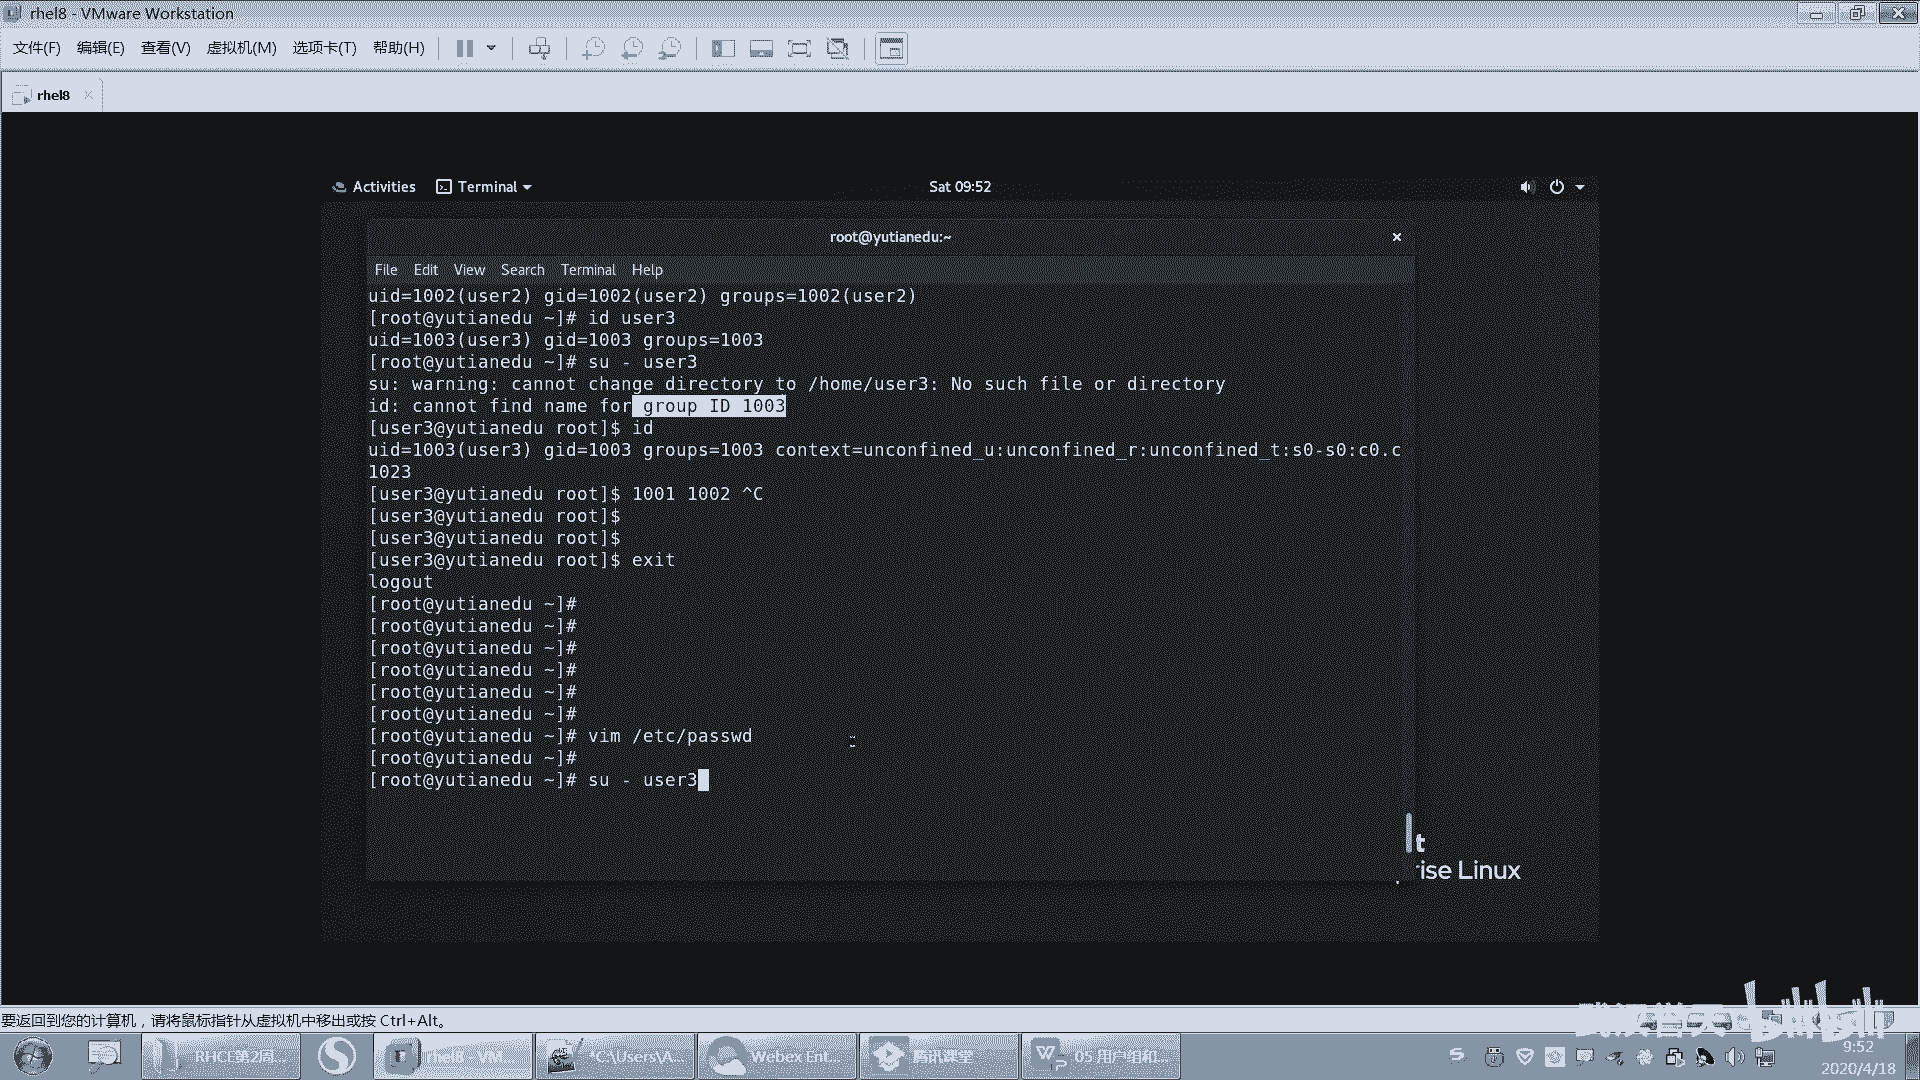 rhel8 - VMware Workstation
文件(F) 编辑(E) 查看(V) 虚拟机(M) 选项卡(T) 帮助(H)
rhel8
Activities Terminal Sat 09:52
root@yutianedu:~
File Edit View Search Terminal Help
uid=1002(user2) gid=1002(user2) groups=1002(user2)
[root@yutianedu ~]# id user3
uid=1003(user3) gid=1003 groups=1003
[root@yutianedu ~]# su - user3
su: warning: cannot change directory to /home/user3: No such file or directory
id: cannot find name for group ID 1003
[user3@yutianedu root]$ id
uid=1003(user3) gid=1003 groups=1003 context=unconfined_u:unconfined_r:unconfined_t:s0-s0:c0.c
1023
[user3@yutianedu root]$ 1001 1002 ^C
[user3@yutianedu root]$
[user3@yutianedu root]$
[user3@yutianedu root]$ exit
logout
[root@yutianedu ~]#
[root@yutianedu ~]#
[root@yutianedu ~]#
[root@yutianedu ~]#
[root@yutianedu ~]#
[root@yutianedu ~]#
[root@yutianedu ~]# vim /etc/passwd
[root@yutianedu ~]#
[root@yutianedu ~]# su - user3
t
rise Linux
要返回到您的计算机，请将鼠标指针从虚拟机中移出或按 Ctrl+Alt。
RHCE第2周... rhel8 - VM... *C:\Users\A... Webex Ent... 腾讯课堂 05 用户组和...
9:52
2020/4/18
bilibili